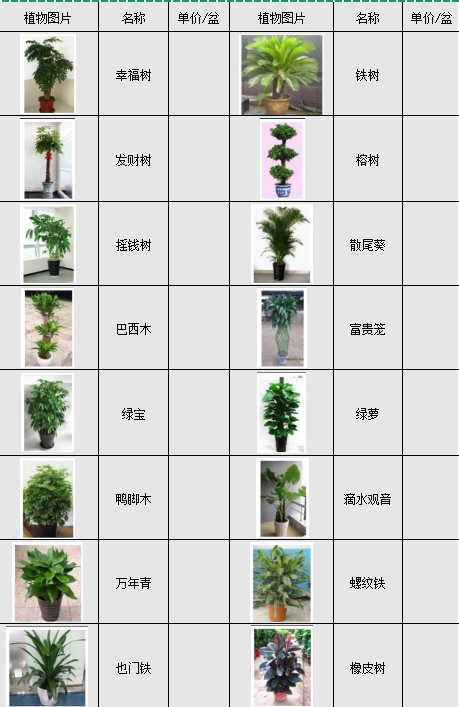 植物图片 名称 单价/盆 植物图片 名称 单价/盆
幸福树 铁树
发财树 榕树
摇钱树 散尾葵
巴西木 富贵笼
绿宝 绿萝
鸭脚木 滴水观音
万年青 螺纹铁
也门铁 橡皮树